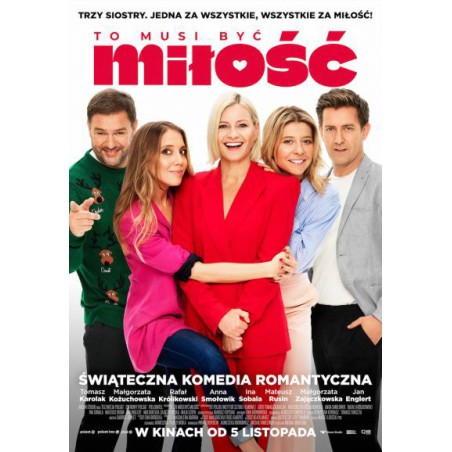 TRZY SIOSTRY. JEDNA ZA WSZYSTKIE, WSZYSTKIE ZA MIŁOŚĆ!
TO MUSI BYĆ
miłość
ŚWIĄTECZNA KOMEDIA ROMANTYCZNA
Tomasz Małgorzata Rafał Anna Ina Mateusz Małgorzata Jan
Karolak Kożuchowska Królikowski Smołowik Sobala Rusin Zajączkowska Englert
W KINACH OD 5 LISTOPADA